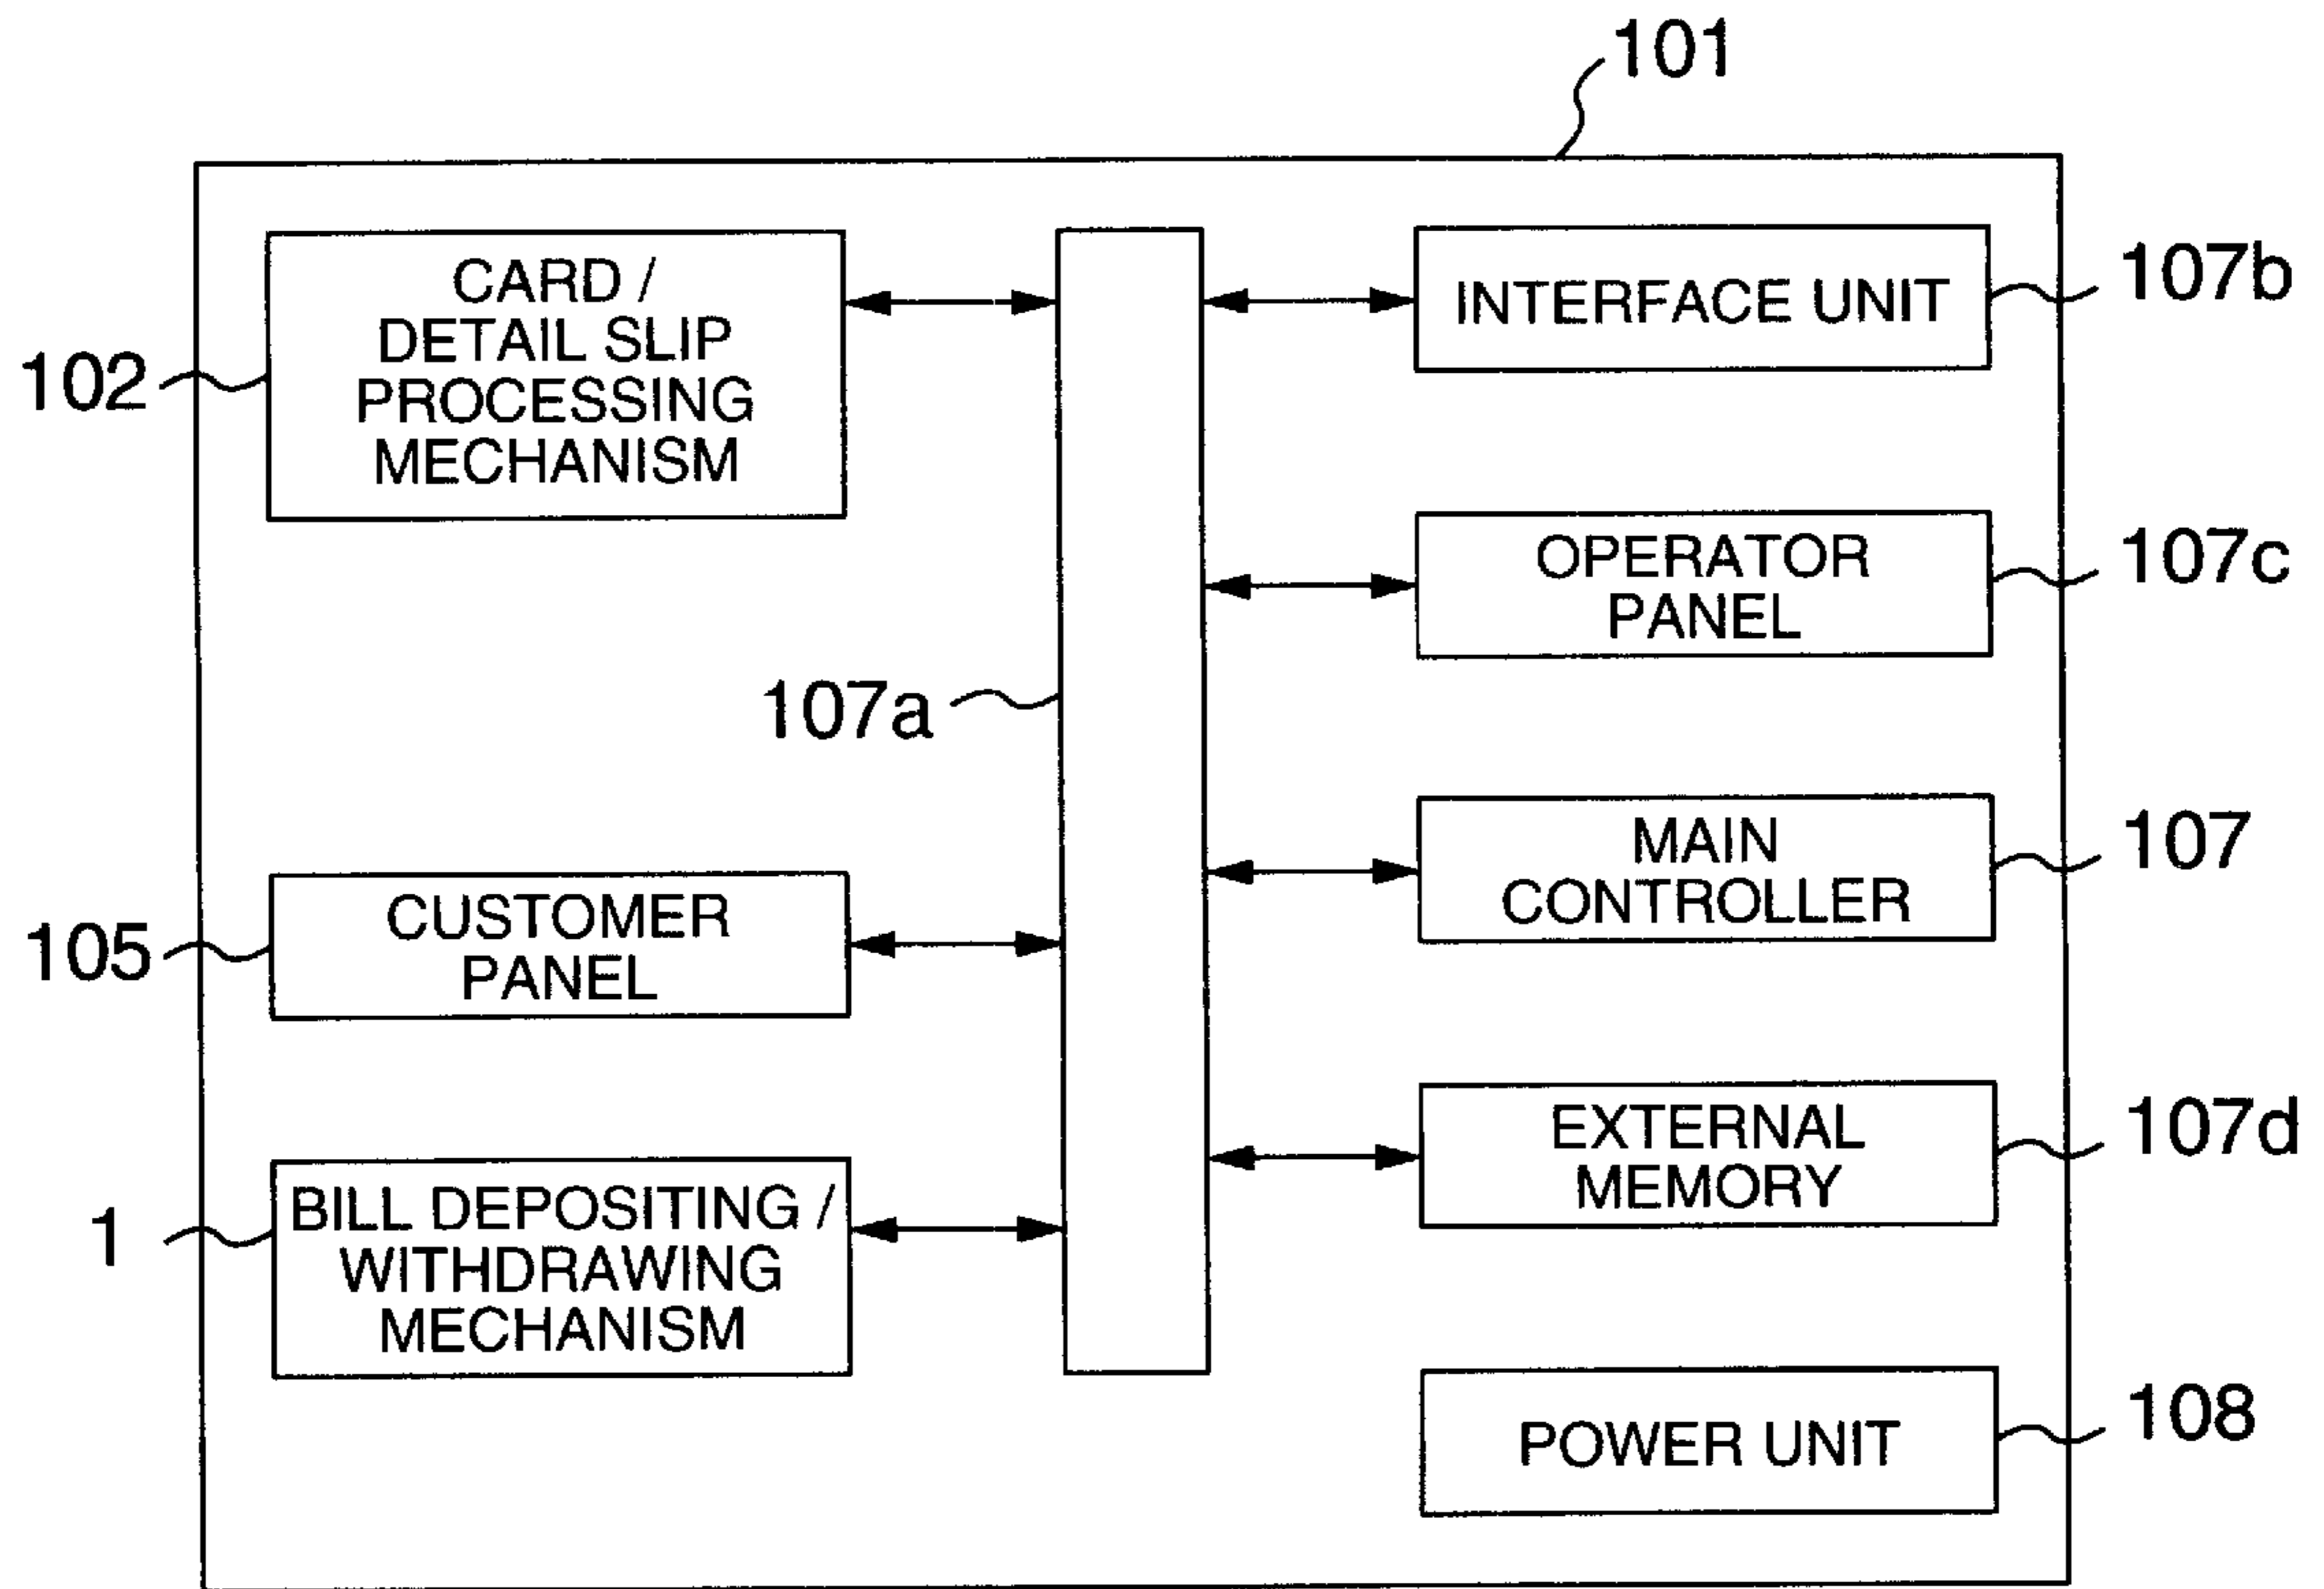 101
CARD /
DETAIL SLIP
PROCESSING
MECHANISM
102
INTERFACE UNIT
107b
OPERATOR
PANEL
107c
107a
MAIN
CONTROLLER
107
CUSTOMER
PANEL
105
EXTERNAL
MEMORY
107d
BILL DEPOSITING /
WITHDRAWING
MECHANISM
1
POWER UNIT
108